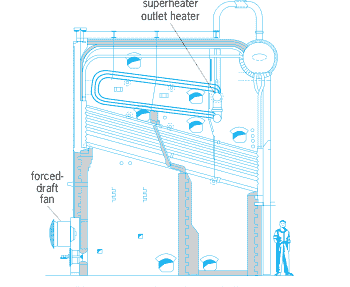 superheater
outlet heater
forced-
draft
fan